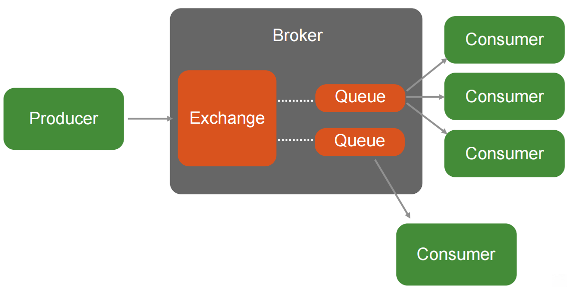 Broker
Producer
Exchange
Queue
Queue
Consumer
Consumer
Consumer
Consumer